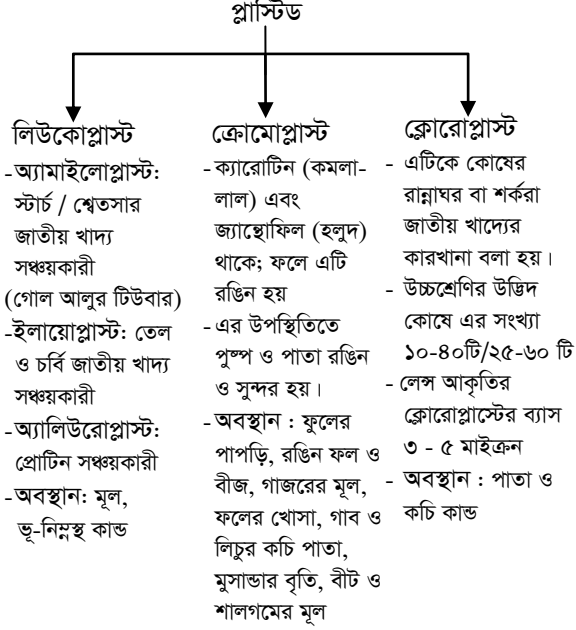 প্লাস্টিড
লিউকোপ্লাস্ট
-অ্যামাইলোপ্লাস্ট:
স্টার্চ / শ্বেতসার
জাতীয় খাদ্য
সঞ্চয়কারী
(গোল আলুর টিউবার)
-ইলায়োপ্লাস্ট: তেল
ও চর্বি জাতীয় খাদ্য
সঞ্চয়কারী
-অ্যালিউরোপ্লাস্ট:
প্রোটিন সঞ্চয়কারী
-অবস্থান: মূল,
ভূ-নিম্নস্থ কান্ড
ক্রোমোপ্লাস্ট
-ক্যারোটিন (কমলা-
লাল) এবং
জ্যান্থোফিল (হলুদ)
থাকে; ফলে এটি
রঙিন হয়
-এর উপস্থিতিতে
পুষ্প ও পাতা রঙিন
ও সুন্দর হয়।
-অবস্থান : ফুলের
পাপড়ি, রঙিন ফল ও
বীজ, গাজরের মূল,
ফলের খোসা, গাব ও
লিচুর কচি পাতা,
মুসান্ডার বৃতি, বীট ও
শালগমের মূল
ক্লোরোপ্লাস্ট
- এটিকে কোষের
রান্নাঘর বা শর্করা
জাতীয় খাদ্যের
কারখানা বলা হয়।
- উচ্চশ্রেণির উদ্ভিদ
কোষে এর সংখ্যা
১০-৪০টি/২৫-৬০ টি
- লেন্স আকৃতির
ক্লোরোপ্লাস্টের ব্যাস
৩ - ৫ মাইক্রন
- অবস্থান : পাতা ও
কচি কান্ড